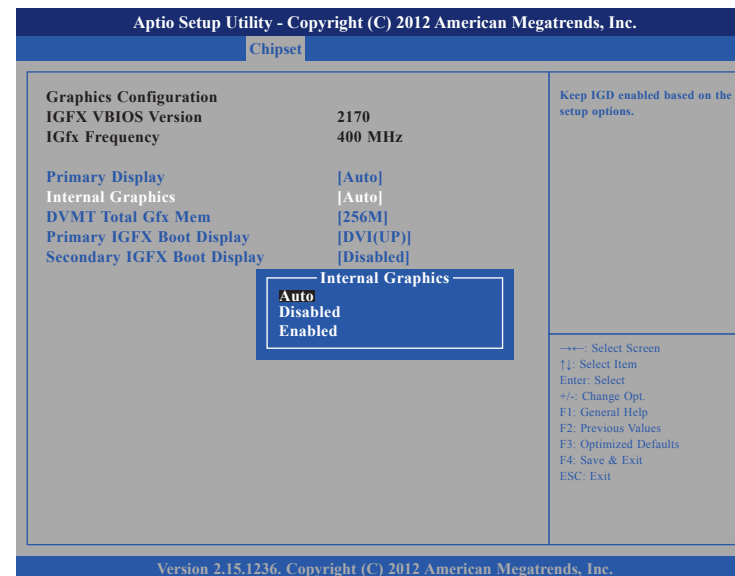 Aptio Setup Utility - Copyright (C) 2012 American Megatrends, Inc.
Chipset
Graphics Configuration
IGFX VBIOS Version 2170
IGfx Frequency 400 MHz
Primary Display [Auto]
Internal Graphics [Auto]
DVMT Total Gfx Mem [256M]
Primary IGFX Boot Display [DVI(UP)]
Secondary IGFX Boot Display [Disabled]
Internal Graphics
Auto
Disabled
Enabled
Keep IGD enabled based on the
setup options.
→←: Select Screen
↑↓: Select Item
Enter: Select
+/-: Change Opt.
F1: General Help
F2: Previous Values
F3: Optimized Defaults
F4: Save & Exit
ESC: Exit
Version 2.15.1236. Copyright (C) 2012 American Megatrends, Inc.